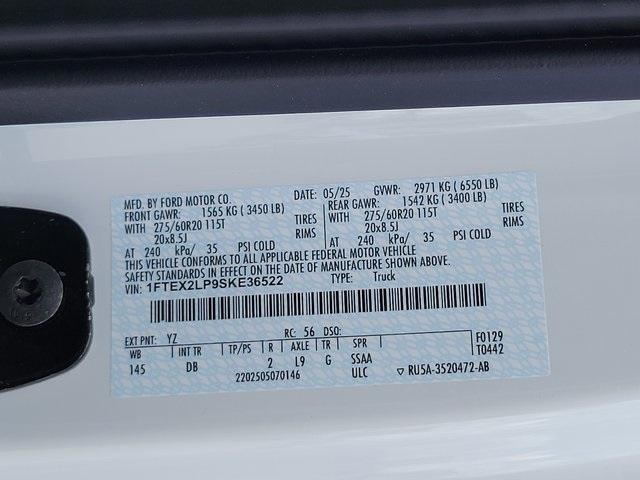 MFD. BY FORD MOTOR CO. DATE: 05/25 GVWR: 2971 KG ( 6550 LB)
FRONT GAWR: 1565 KG ( 3450 LB) REAR GAWR: 1542 KG ( 3400 LB)
WITH 275/60R20 115T TIRES WITH 275/60R20 115T TIRES
20x8.5J RIMS 20x8.5J RIMS
AT 240 kPa/ 35 PSI COLD AT 240 kPa/ 35 PSI COLD
THIS VEHICLE CONFORMS TO ALL APPLICABLE FEDERAL MOTOR VEHICLE
SAFETY STANDARDS IN EFFECT ON THE DATE OF MANUFACTURE SHOWN ABOVE.
VIN: 1FTEX2LP9SKE36522 TYPE: Truck
EXT PNT: YZ RC: 56 DSO: F0129
WB INT TR TP/PS R AXLE TR SPR T0442
145 DB 2 L9 G SSAA
2202505070146 ULC ▽ RU5A-3520472-AB